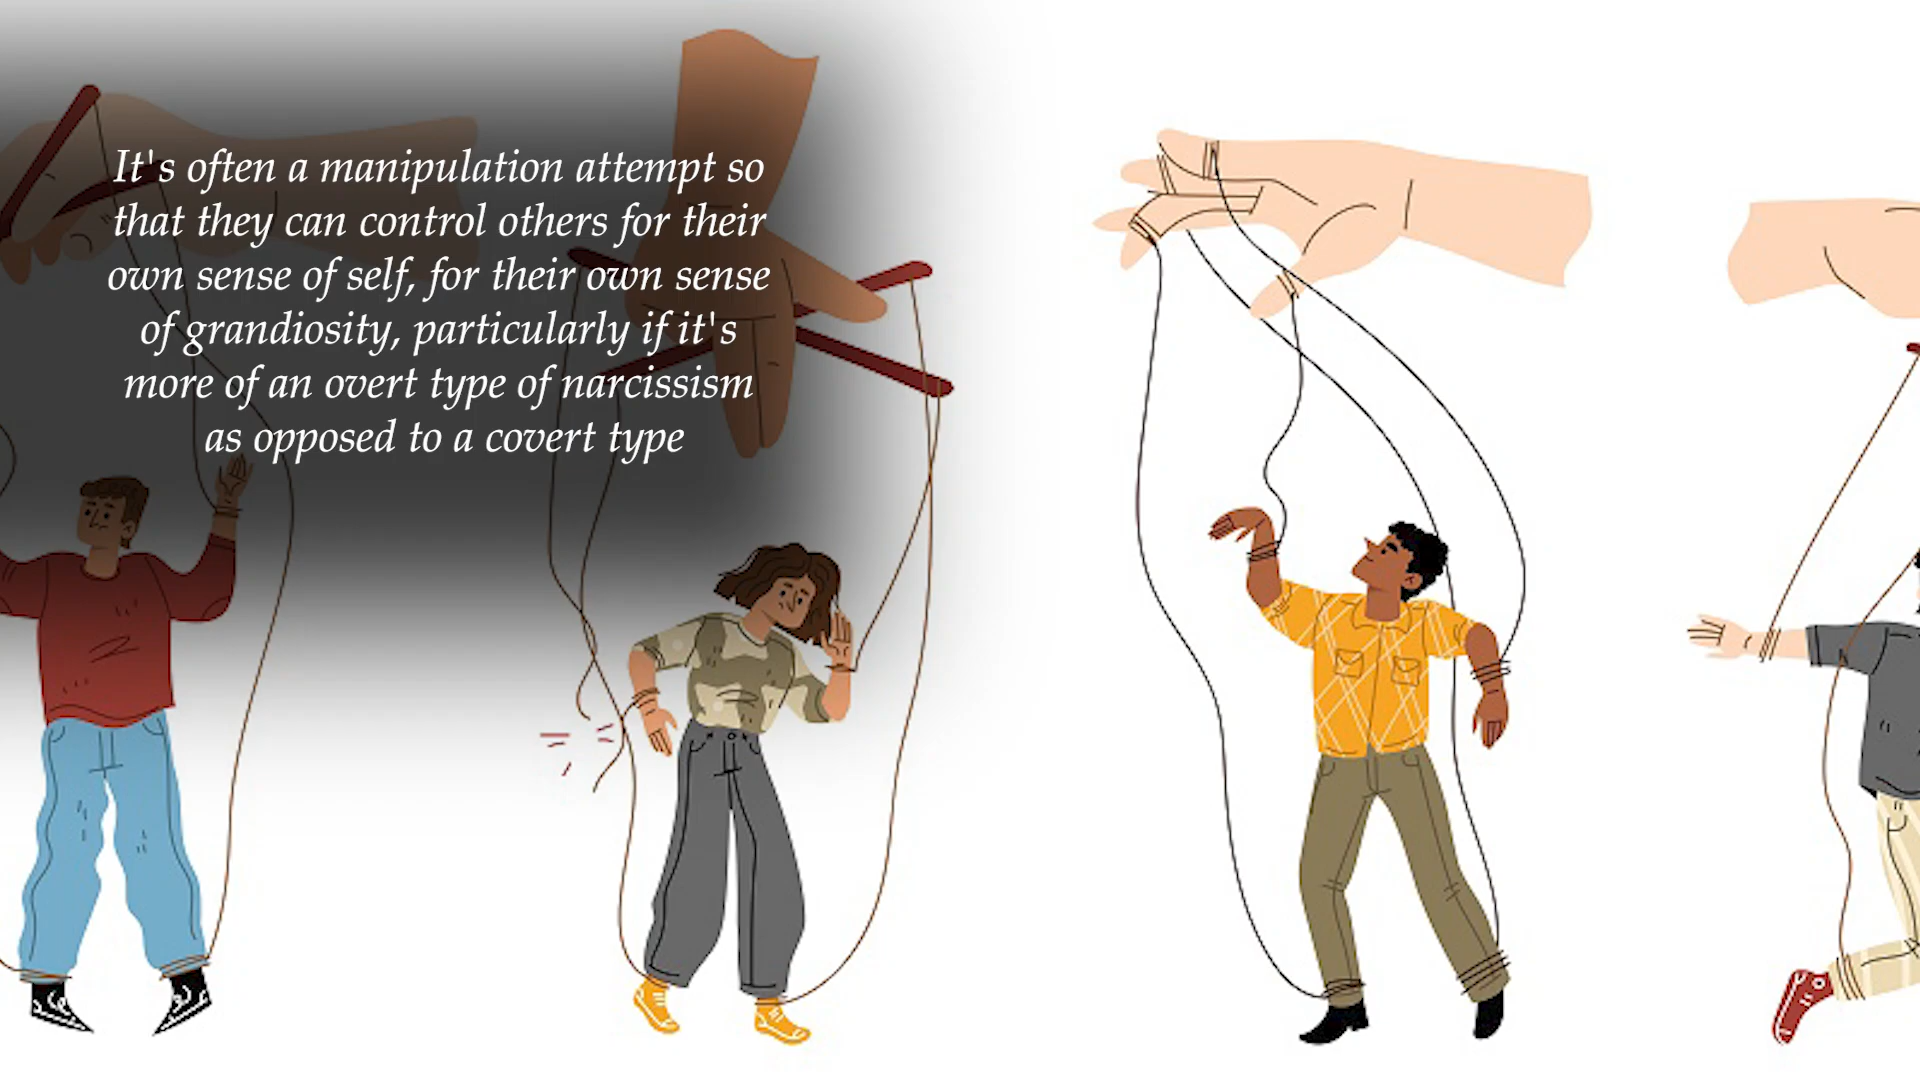 It's often a manipulation attempt so
that they can control others for their
own sense of self, for their own sense
of grandiosity, particularly if it's
more of an overt type of narcissism
as opposed to a covert type